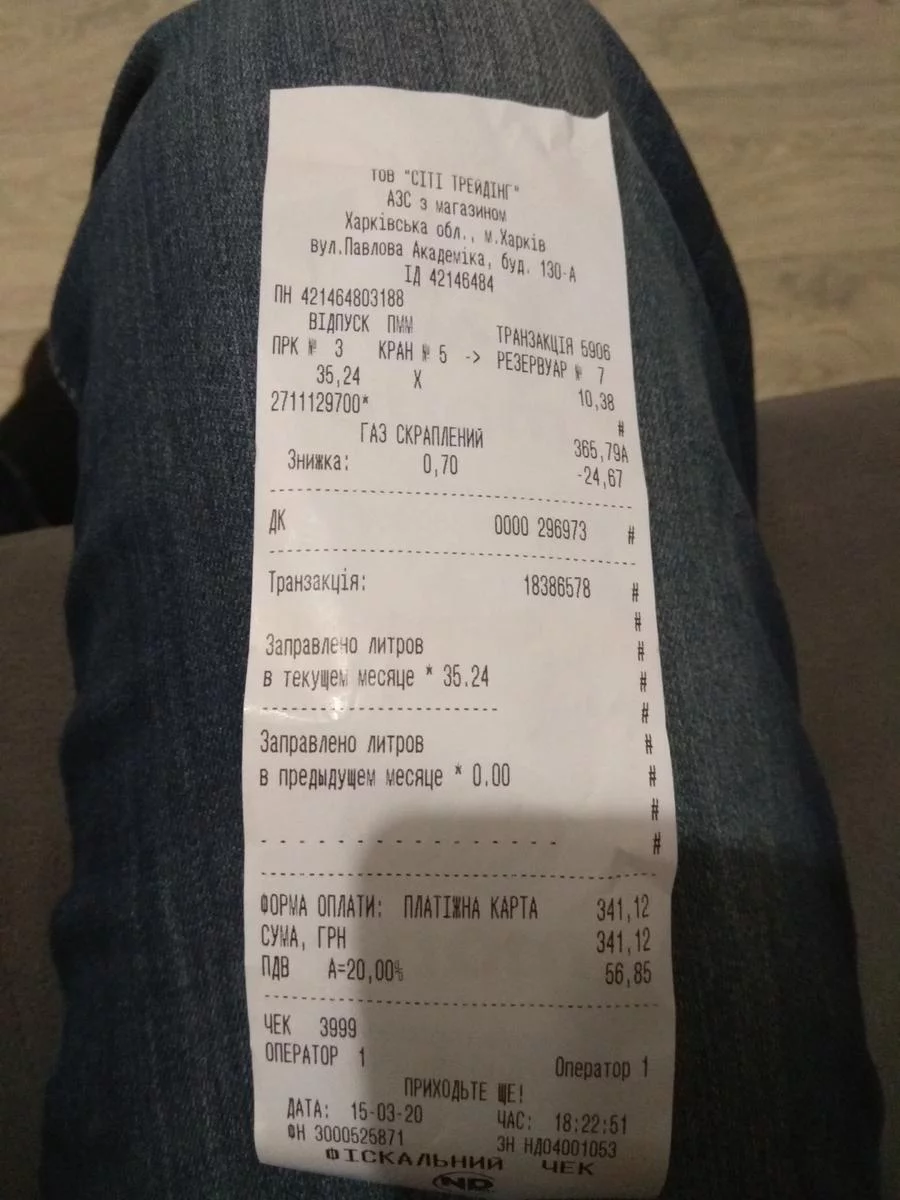 ТОВ "СІТІ ТРЕЙДІНГ"
АЗС з магазином
Харківська обл., м.Харків
вул.Павлова Академіка, буд. 130-А
ІД 42146484
ПН 421464803188
ВІДПУСК ПММ ТРАНЗАКЦІЯ 5906
ПРК № 3 КРАН № 5 -> РЕЗЕРВУАР № 7
35,24 X 10,38
2711129700* #
ГАЗ СКРАПЛЕНИЙ 365,79А
Знижка: 0,70 -24,67
ДК 0000 296973 #
Транзакція: 18386578 #
#
Заправлено литров #
в текущем месяце * 35.24 #
#
Заправлено литров #
в предыдущем месяце * 0.00 #
#
#
ФОРМА ОПЛАТИ: ПЛАТІЖНА КАРТА 341,12
СУМА, ГРН 341,12
ПДВ А=20,00% 56,85
ЧЕК 3999
ОПЕРАТОР 1 Оператор 1
ПРИХОДЬТЕ ЩЕ!
ДАТА: 15-03-20 ЧАС: 18:22:51
ФН 3000525871 ЗН НД04001053
ФІСКАЛЬНИЙ ЧЕК